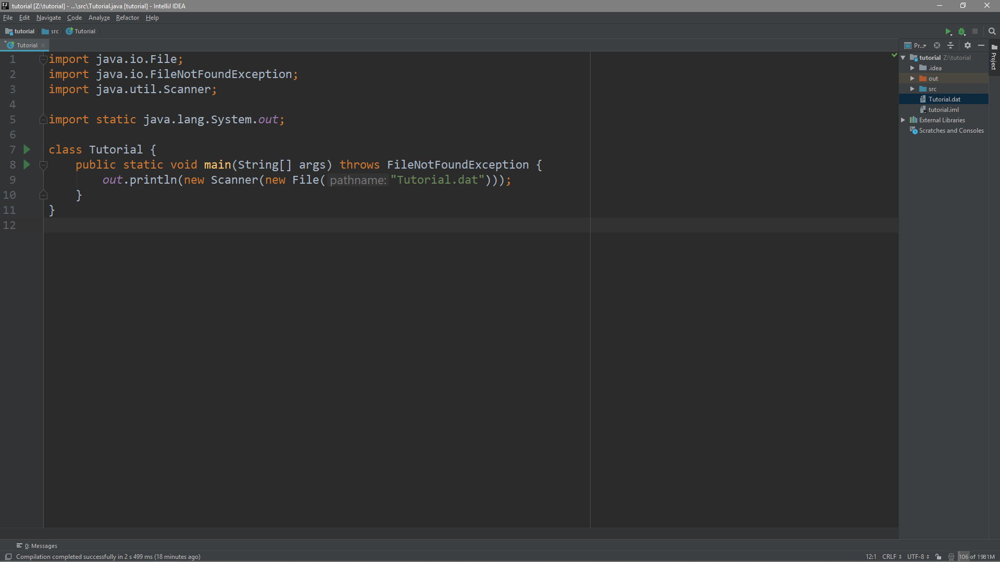 tutorial [Z:\tutorial] - ...\src\Tutorial.java [tutorial] - IntelliJ IDEA
File Edit Navigate Code Analyze Refactor Help
tutorial src Tutorial
* Tutorial
Pr...
1 import java.io.File;
2 import java.io.FileNotFoundException;
3 import java.util.Scanner;
4
5 import static java.lang.System.out;
6
7 class Tutorial {
8 public static void main(String[] args) throws FileNotFoundException {
9 out.println(new Scanner(new File( pathname: "Tutorial.dat")));
10 }
11 }
12
tutorial Z:\tutorial
.idea
out
src
Tutorial.dat
tutorial.iml
External Libraries
Scratches and Consoles
Project
0: Messages
Compilation completed successfully in 2 s 499 ms (18 minutes ago)
12:1 CRLF UTF-8 106 of 1981M